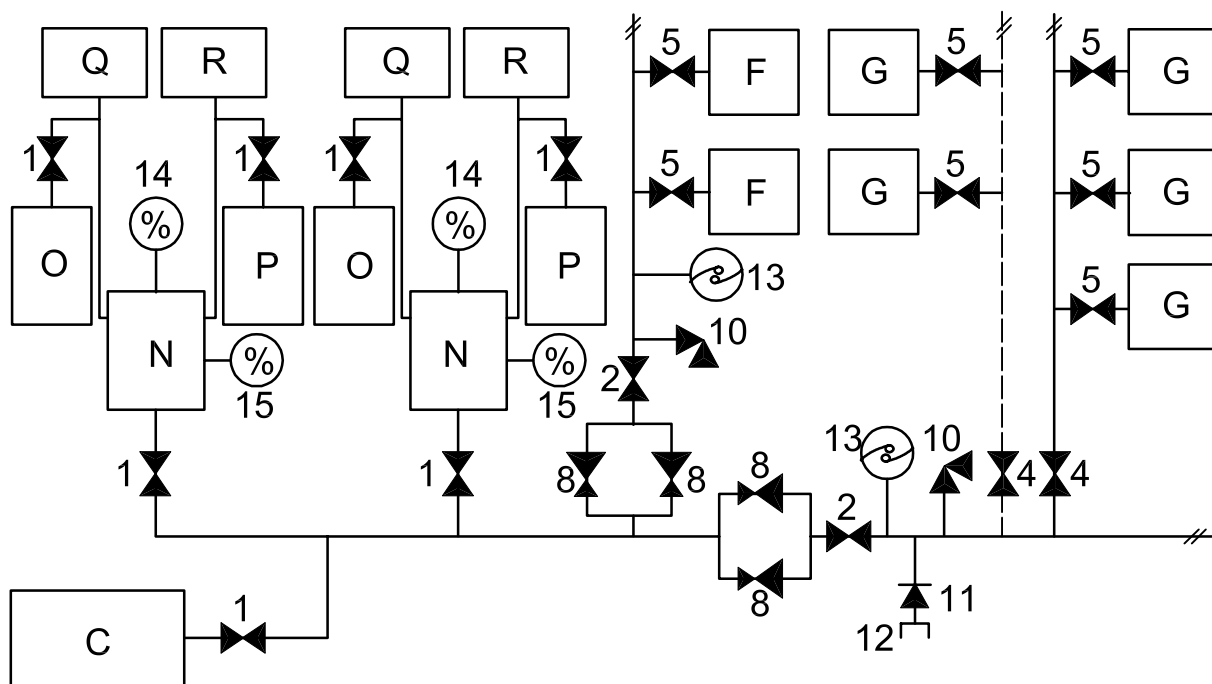 Q R Q R 5 F G 5 5 G
1 1 1 1
14 14 5 F G 5 5 G
% %
O P O P
13 5 G
N % N % 10
15 15 2
1 1 8 8 8 13 10 4 4
2
C 1 8 11
12